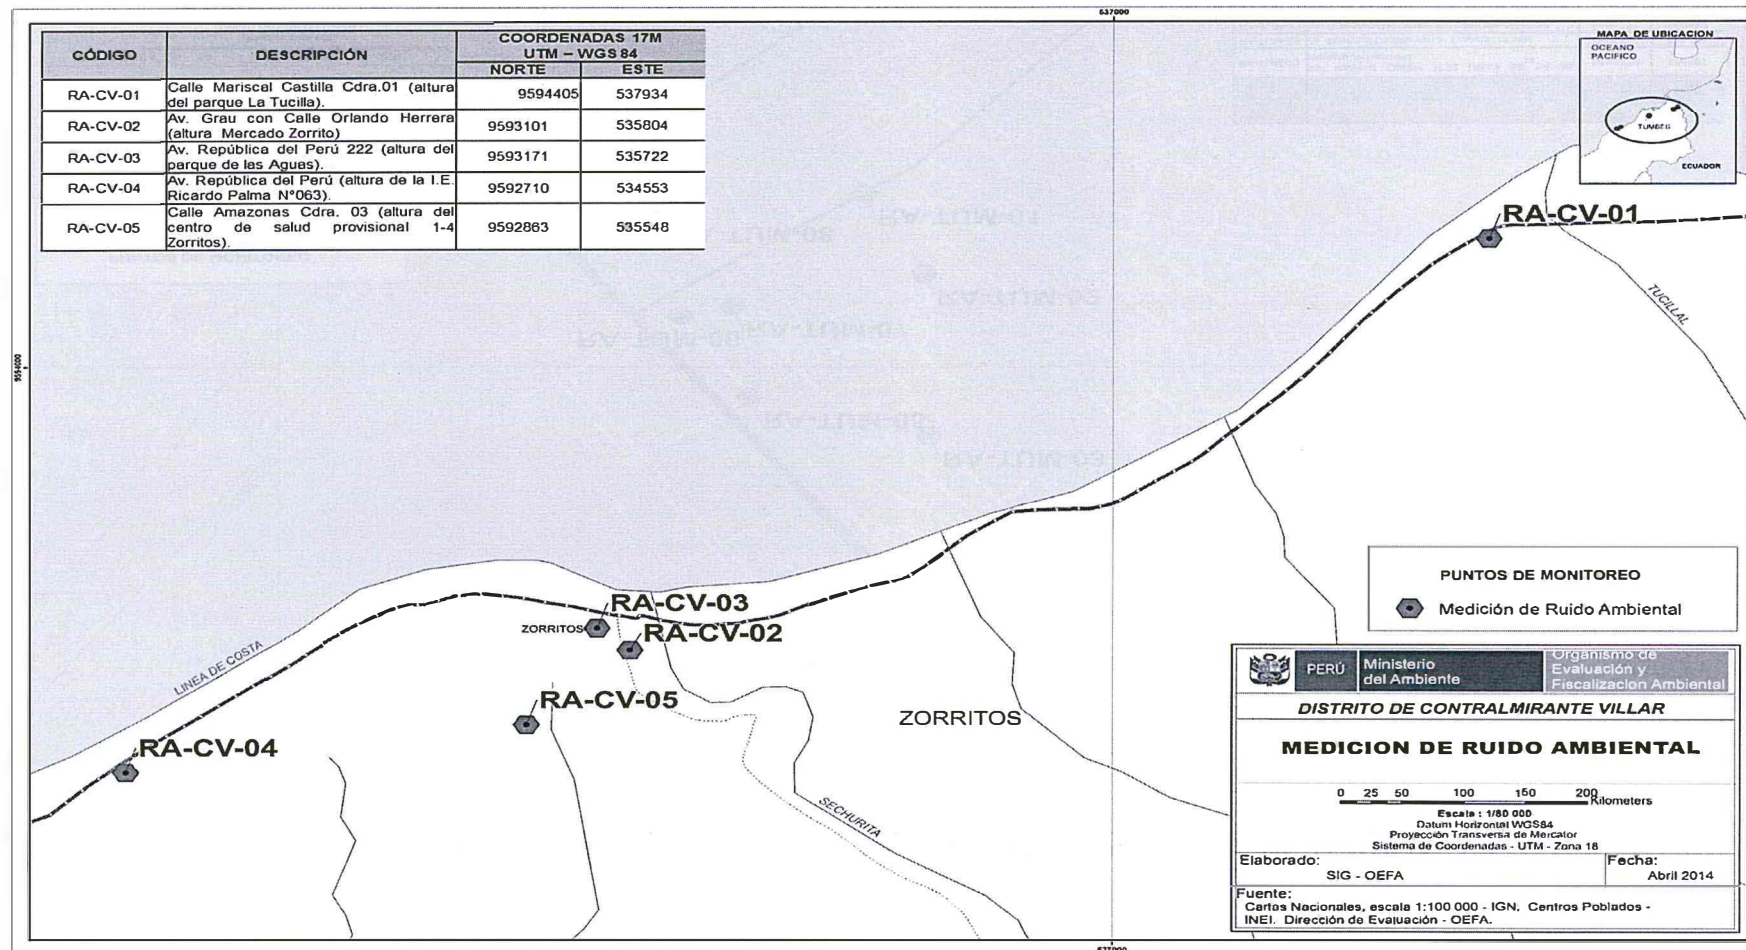 537000
CÓDIGO
DESCRIPCIÓN
COORDENADAS 17M
UTM – WGS84
NORTE ESTE
RA-CV-01
Calle Mariscal Castilla Cdra.01 (altura
del parque La Tucilla).
9594405 537934
RA-CV-02
Av. Grau con Calle Orlando Herrera
(altura Mercado Zorrito)
9593101 535804
RA-CV-03
Av. República del Perú 222 (altura del
parque de las Aguas).
9593171 535722
RA-CV-04
Av. República del Perú (altura de la I.E.
Ricardo Palma N°063).
9592710 534553
RA-CV-05
Calle Amazonas Cdra. 03 (altura del
centro de salud provisional 1-4
Zorritos).
9592863 535548
MAPA DE UBICACION
OCEANO
PACIFICO
TUMBES
ECUADOR
RA-CV-01
TUCILLAL
9594000
RA-CV-03
ZORRITOS
RA-CV-02
LINEA DE COSTA
RA-CV-05
ZORRITOS
RA-CV-04
SECHURITA
PUNTOS DE MONITOREO
Medición de Ruido Ambiental
PERÚ
Ministerio
del Ambiente
Organismo de
Evaluación y
Fiscalizacion Ambiental
DISTRITO DE CONTRALMIRANTE VILLAR
MEDICION DE RUIDO AMBIENTAL
0 25 50 100 150 200
Kilometers
Escala : 1/80 000
Datum Horizontal WGS84
Proyección Transversa de Mercator
Sistema de Coordenadas - UTM - Zona 18
Elaborado:
SIG - OEFA
Fecha:
Abril 2014
Fuente:
Cartas Nacionales, escala 1:100 000 - IGN, Centros Poblados -
INEI. Dirección de Evaluación - OEFA.
537000